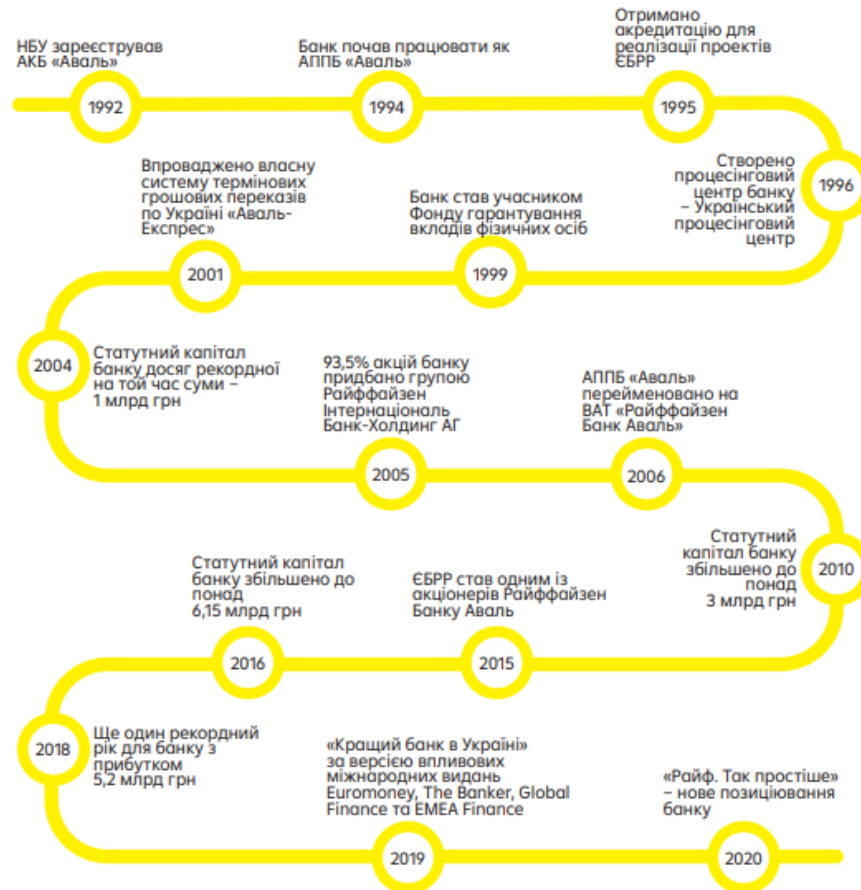 НБУ зареєстрував
АКБ «Аваль»
1992
Банк почав працювати як
АППБ «Аваль»
1994
Отримано
акредитацію для
реалізації проектів
ЄБРР
1995
Створено
процесінговий
центр банку
– Український
процесінговий
центр
1996
Банк став учасником
Фонду гарантування
вкладів фізичних осіб
1999
Впроваджено власну
систему термінових
грошових переказів
по Україні «Аваль-
Експрес»
2001
2004
Статутний капітал
банку досяг рекордної
на той час суми –
1 млрд грн
93,5% акцій банку
придбано групою
Райффайзен
Інтернаціональ
Банк-Холдинг АГ
2005
АППБ «Аваль»
перейменовано на
ВАТ «Райффайзен
Банк Аваль»
2006
Статутний
капітал банку
збільшено до
понад
3 млрд грн
2010
ЄБРР став одним із
акціонерів Райффайзен
Банку Аваль
2015
Статутний капітал
банку збільшено до
понад
6,15 млрд грн
2016
2018
Ще один рекордний
рік для банку з
прибутком
5,2 млрд грн
«Кращий банк в Україні»
за версією впливових
міжнародних видань
Euromoney, The Banker, Global
Finance та EMEA Finance
2019
«Райф. Так простіше»
– нове позиціювання
банку
2020